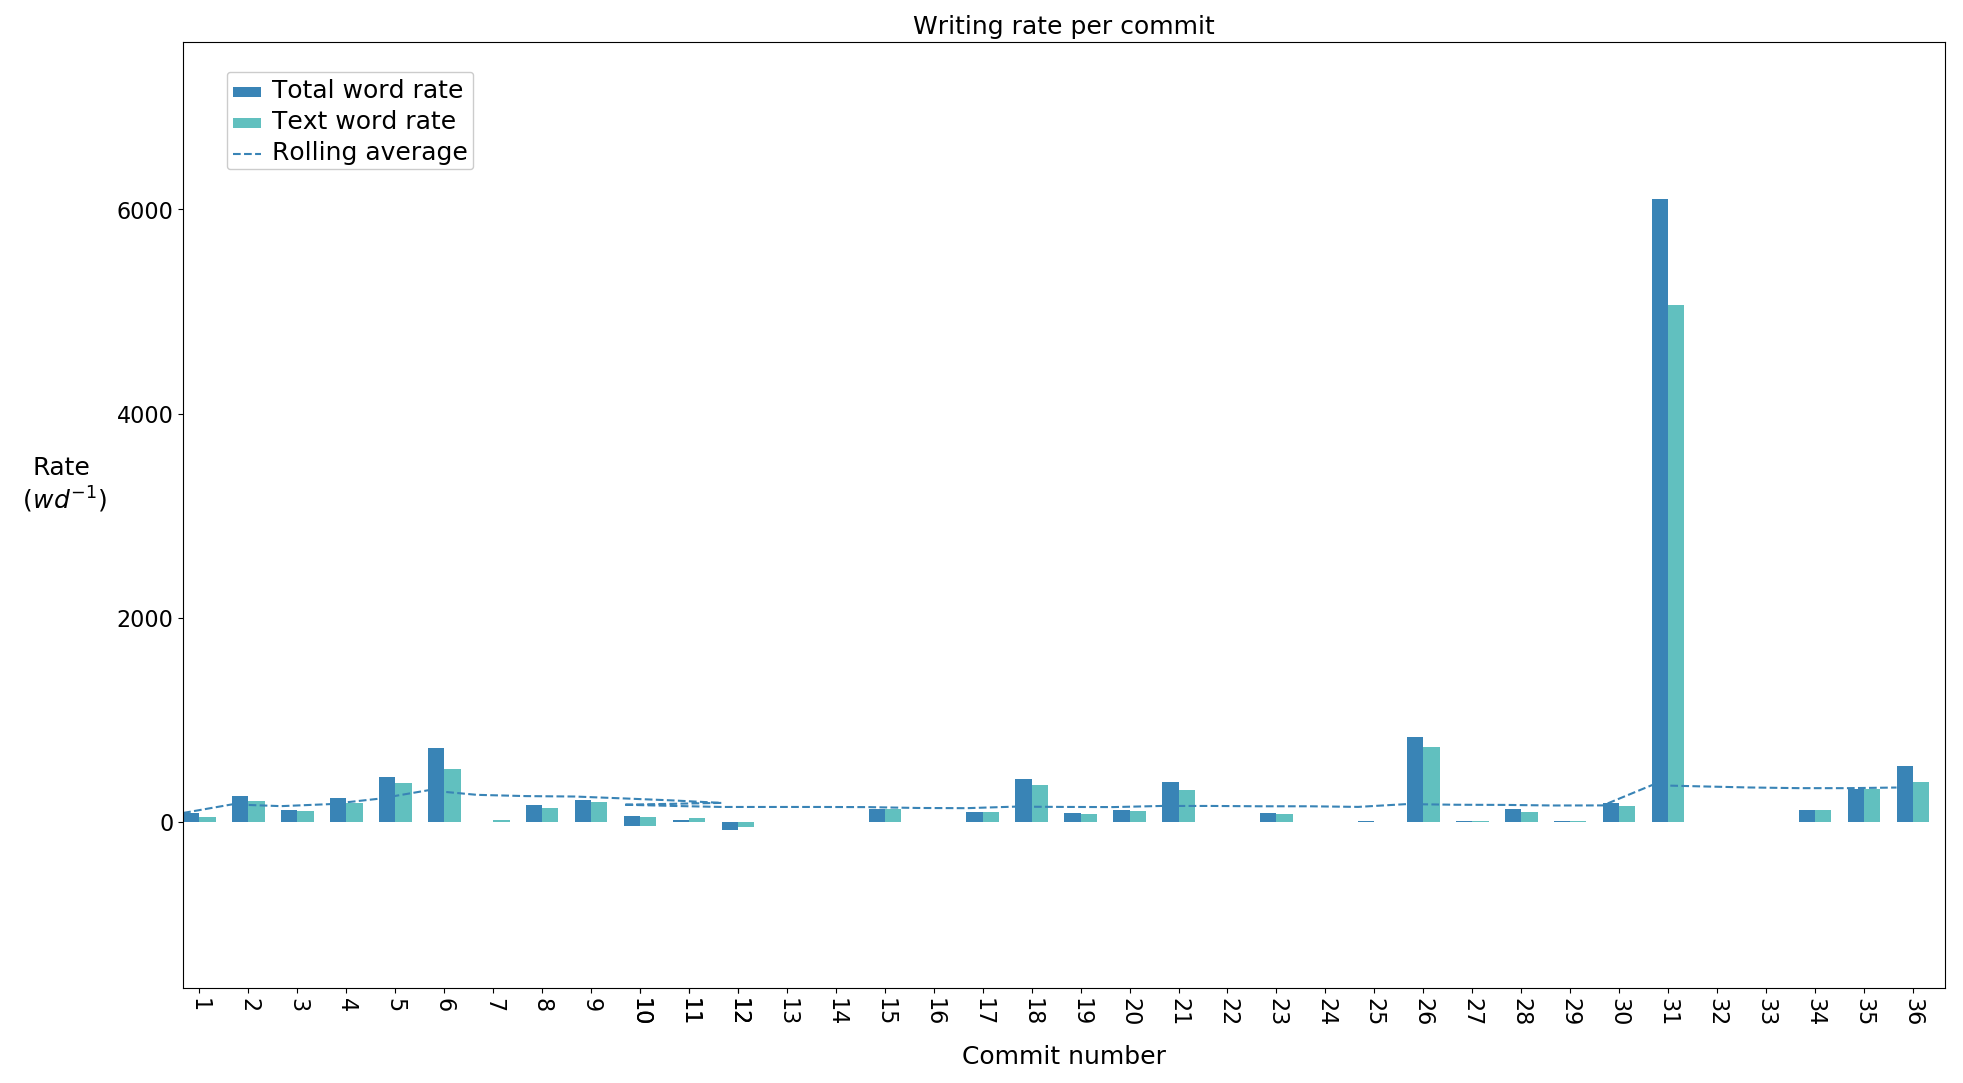 Writing rate per commit
Total word rate
Text word rate
Rolling average
6000
4000
2000
0
Rate
(wd⁻¹)
1 2 3 4 5 6 7 8 9 10 11 12 13 14 15 16 17 18 19 20 21 22 23 24 25 26 27 28 29 30 31 32 33 34 35 36
Commit number